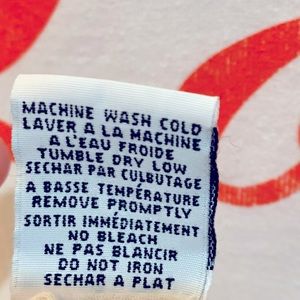 MACHINE WASH COLD
LAVER A LA MACHINE
A L'EAU FROIDE
TUMBLE DRY LOW
SECHAR PAR CULBUTAGE
A BASSE TEMPÉRATURE
REMOVE PROMPTLY
SORTIR IMMÉDIATEMENT
NO BLEACH
NE PAS BLANCIR
DO NOT IRON
SECHAR A PLAT